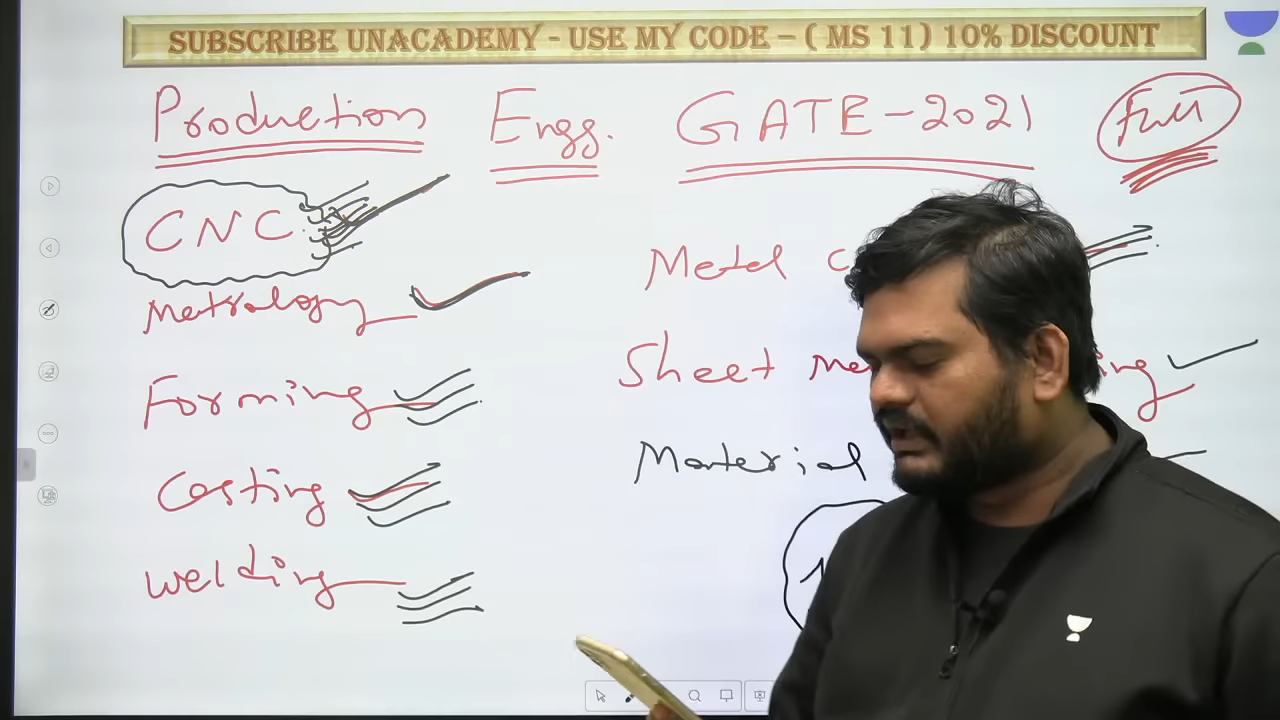 SUBSCRIBE UNACADEMY - USE MY CODE - ( MS 11) 10% DISCOUNT
Production Engg. GATE-2021 Full
CNC
Metal
Metrology
Sheet
Forming
Material
Casting
Welding